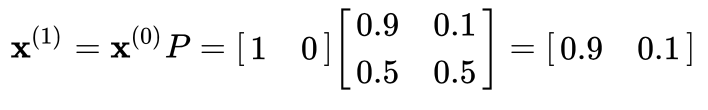 x^(1) = x^(0) P = [1 0] [0.9 0.1; 0.5 0.5] = [0.9 0.1]